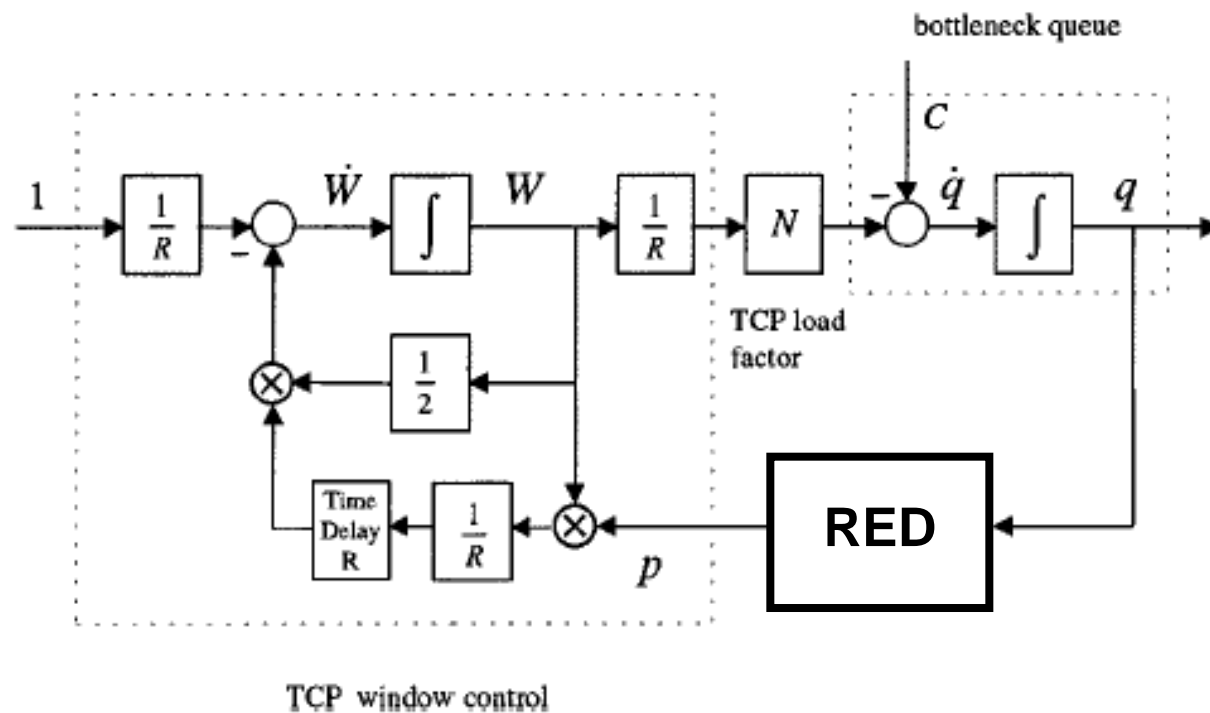 bottleneck queue
C
1
1
R
−
Ẇ
∫
W
1
R
N
−
q̇
∫
q
TCP load
factor
1
2
Time
Delay
R
1
R
p
RED
TCP window control